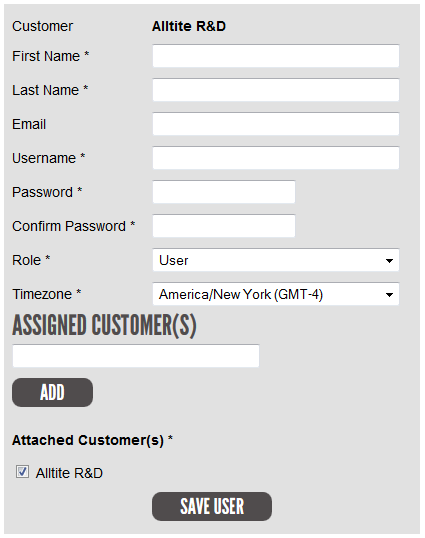 Customer Alltite R&D
First Name *
Last Name *
Email
Username *
Password *
Confirm Password *
Role * User
Timezone * America/New York (GMT-4)
ASSIGNED CUSTOMER(S)
ADD
Attached Customer(s) *
Alltite R&D
SAVE USER